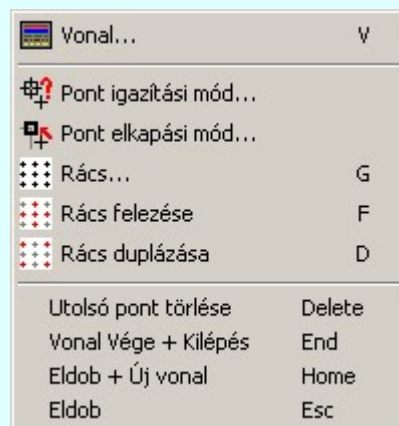 Vonal... V
Pont igazítási mód...
Pont elkapási mód...
Rács... G
Rács felezése F
Rács duplázása D
Utolsó pont törlése Delete
Vonal Vége + Kilépés End
Eldob + Új vonal Home
Eldob Esc